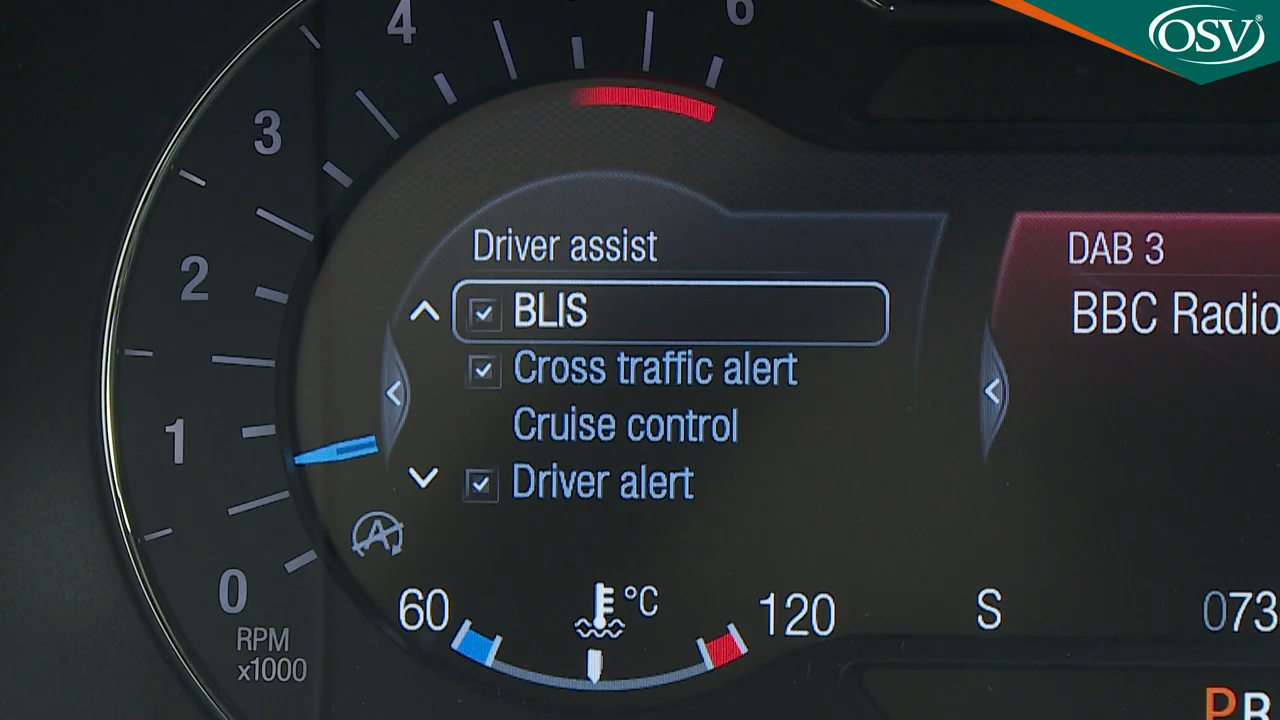 OSV®
4
6
3
2
1
0
RPM
x1000
Driver assist
BLIS
Cross traffic alert
Cruise control
Driver alert
DAB 3
BBC Radio
A
60
°C
120
S
073
P R